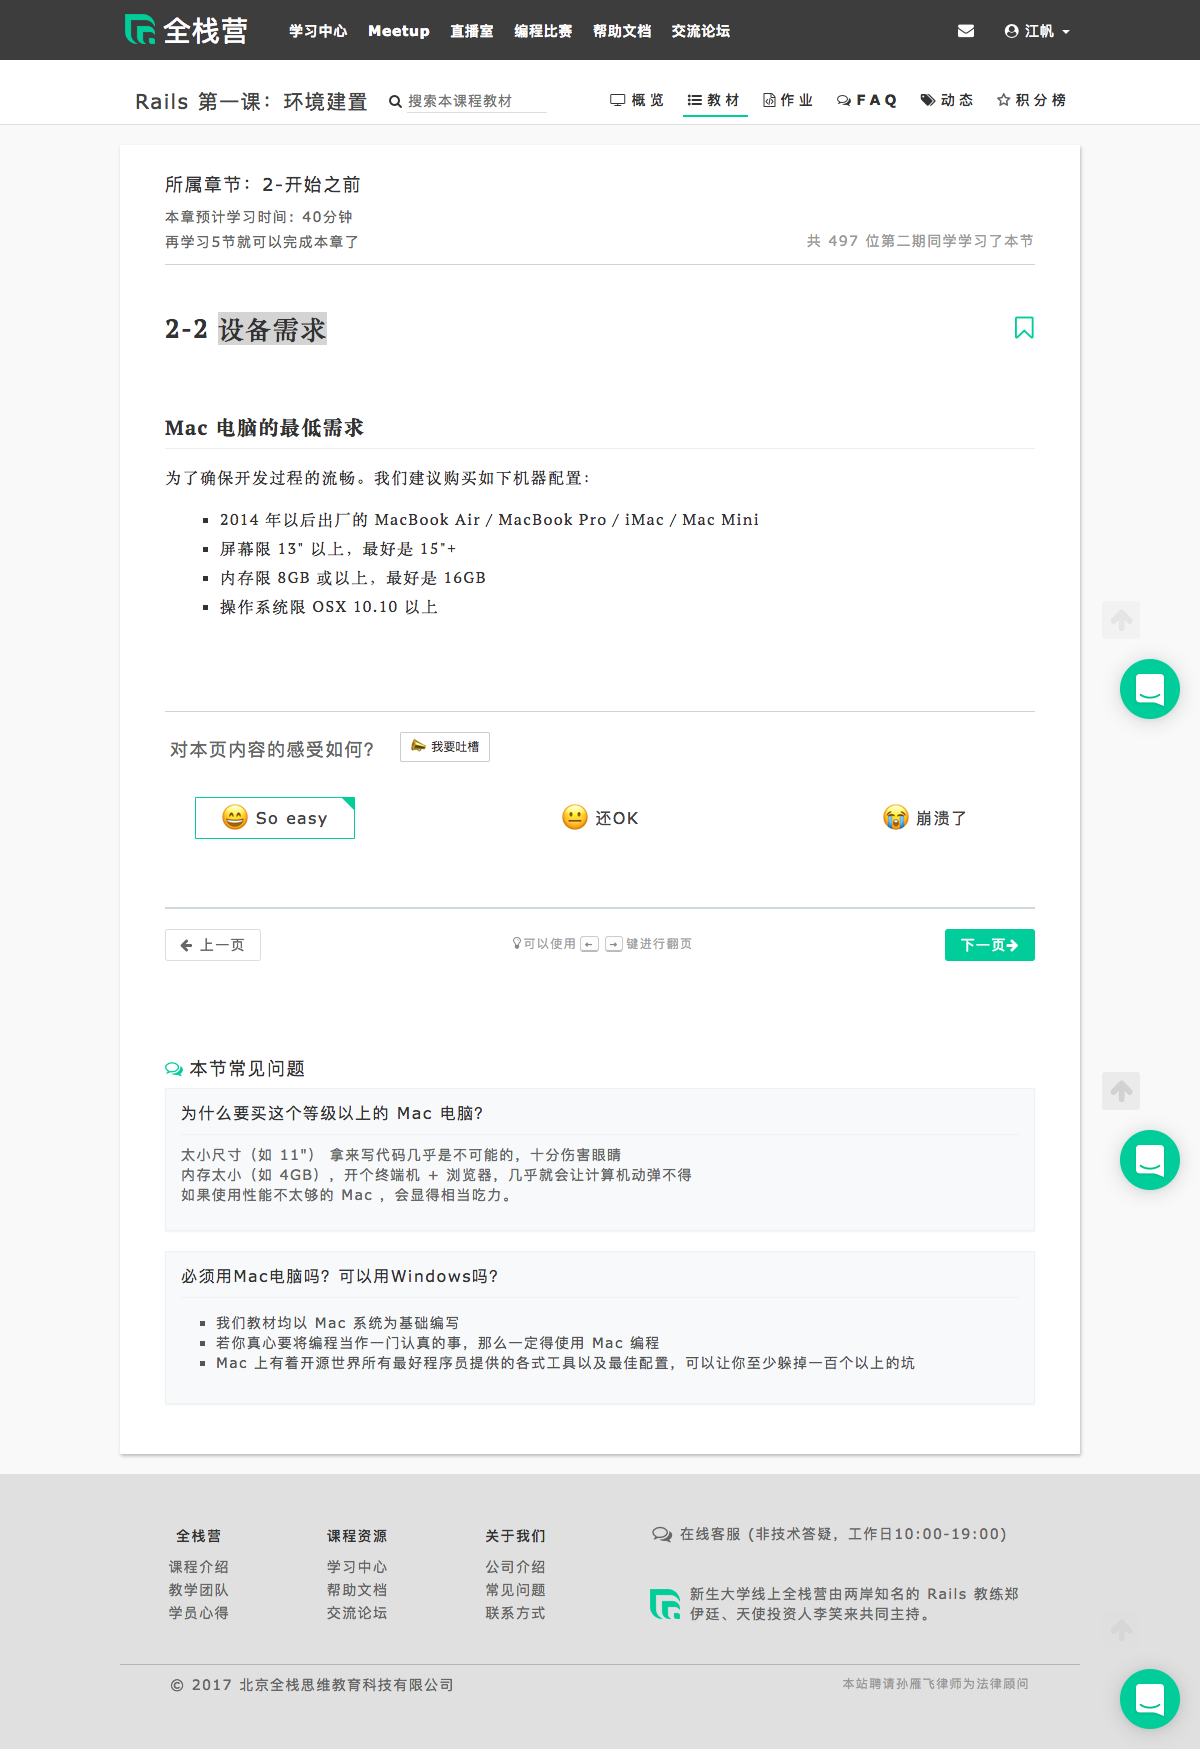 全栈营 学习中心 Meetup 直播室 编程比赛 帮助文档 交流论坛 江帆
Rails 第一课：环境建置 搜索本课程教材 概览 教材 作业 FAQ 动态 积分榜
所属章节：2-开始之前
本章预计学习时间：40分钟
再学习5节就可以完成本章了
共 497 位第二期同学学习了本节
2-2 设备需求
Mac 电脑的最低需求
为了确保开发过程的流畅。我们建议购买如下机器配置：
2014 年以后出厂的 MacBook Air / MacBook Pro / iMac / Mac Mini
屏幕限 13" 以上，最好是 15"+
内存限 8GB 或以上，最好是 16GB
操作系统限 OSX 10.10 以上
对本页内容的感受如何？ 我要吐槽
So easy 还OK 崩溃了
上一页 可以使用 ← → 键进行翻页 下一页
本节常见问题
为什么要买这个等级以上的 Mac 电脑？
太小尺寸（如 11"） 拿来写代码几乎是不可能的，十分伤害眼睛
内存太小（如 4GB），开个终端机 + 浏览器，几乎就会让计算机动弹不得
如果使用性能不太够的 Mac ，会显得相当吃力。
必须用Mac电脑吗？可以用Windows吗？
我们教材均以 Mac 系统为基础编写
若你真心要将编程当作一门认真的事，那么一定得使用 Mac 编程
Mac 上有着开源世界所有最好程序员提供的各式工具以及最佳配置，可以让你至少躲掉一百个以上的坑
全栈营 课程资源 关于我们
课程介绍 学习中心 公司介绍
教学团队 帮助文档 常见问题
学员心得 交流论坛 联系方式
在线客服 (非技术答疑，工作日10:00-19:00)
新生大学线上全栈营由两岸知名的 Rails 教练郑
伊廷、天使投资人李笑来共同主持。
© 2017 北京全栈思维教育科技有限公司
本站聘请孙雁飞律师为法律顾问